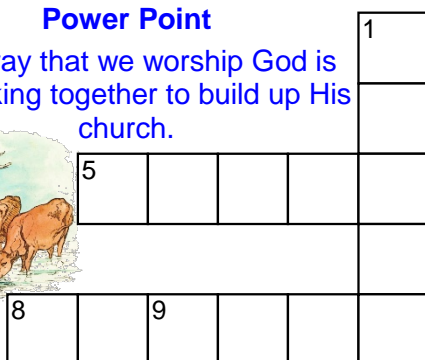 Power Point
ay that we worship God is
king together to build up His
church.
1
5
8
9